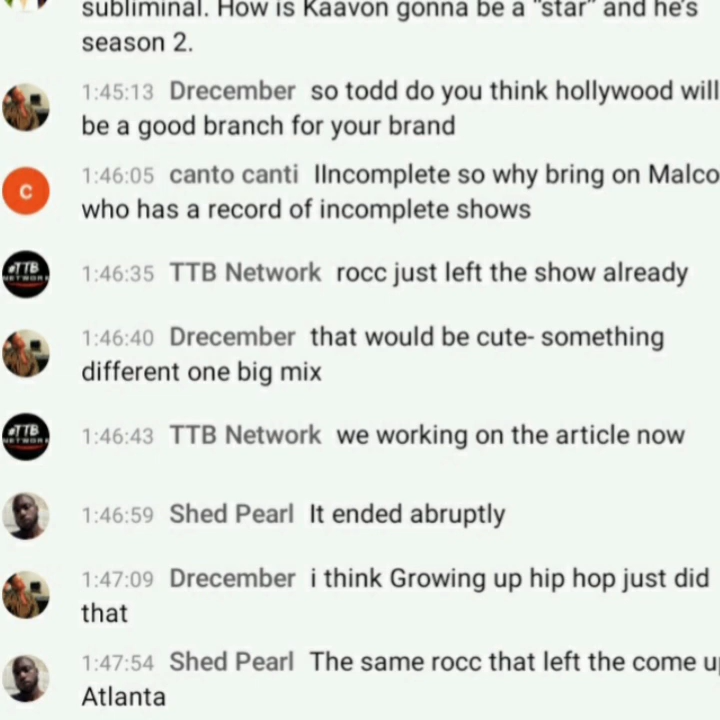 subliminal. How is Kaavon gonna be a "star" and he's
season 2.
1:45:13 Drecember so todd do you think hollywood will
be a good branch for your brand
C
1:46:05 canto canti IIncomplete so why bring on Malco
who has a record of incomplete shows
TTB
NETWORK
1:46:35 TTB Network rocc just left the show already
1:46:40 Drecember that would be cute- something
different one big mix
TTB
NETWORK
1:46:43 TTB Network we working on the article now
1:46:59 Shed Pearl It ended abruptly
1:47:09 Drecember i think Growing up hip hop just did
that
1:47:54 Shed Pearl The same rocc that left the come up
Atlanta